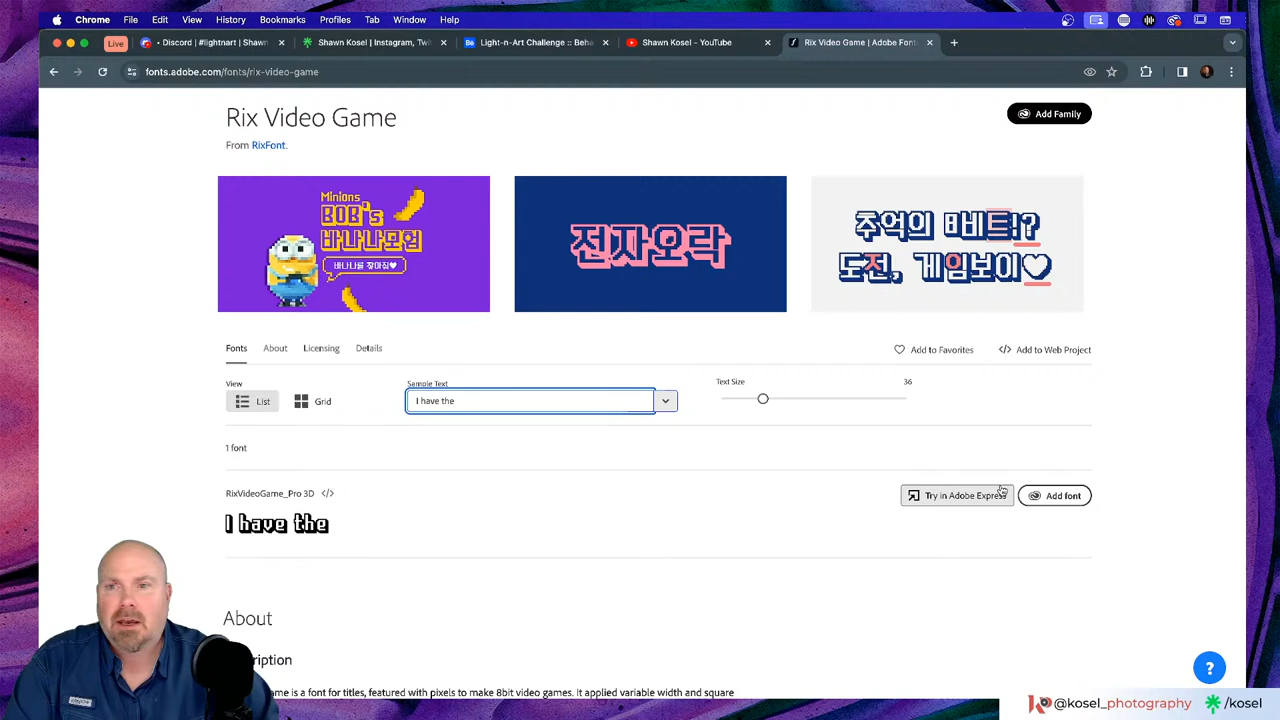 Chrome File Edit View History Bookmarks Profiles Tab Window Help
Live Discord | #lightnart | Shawn Shawn Kosel | Instagram, Twit Light-n-Art Challenge :: Beha Shawn Kosel - YouTube Rix Video Game | Adobe Font
fonts.adobe.com/fonts/rix-video-game
Rix Video Game
Add Family
From RixFont.
Minions
BOB's
바나나모험
바나나를 찾아줘♥
전자오락
추억의 8비트!?
도전, 게임보이♡
Fonts About Licensing Details
Add to Favorites </> Add to Web Project
View Sample Text Text Size 36
List Grid I have the
1 font
RixVideoGame_Pro 3D </>
Try in Adobe Express Add font
I have the
About
ription
ame is a font for titles, featured with pixels to make 8bit video games. It applied variable width and square
?
@kosel_photography /kosel